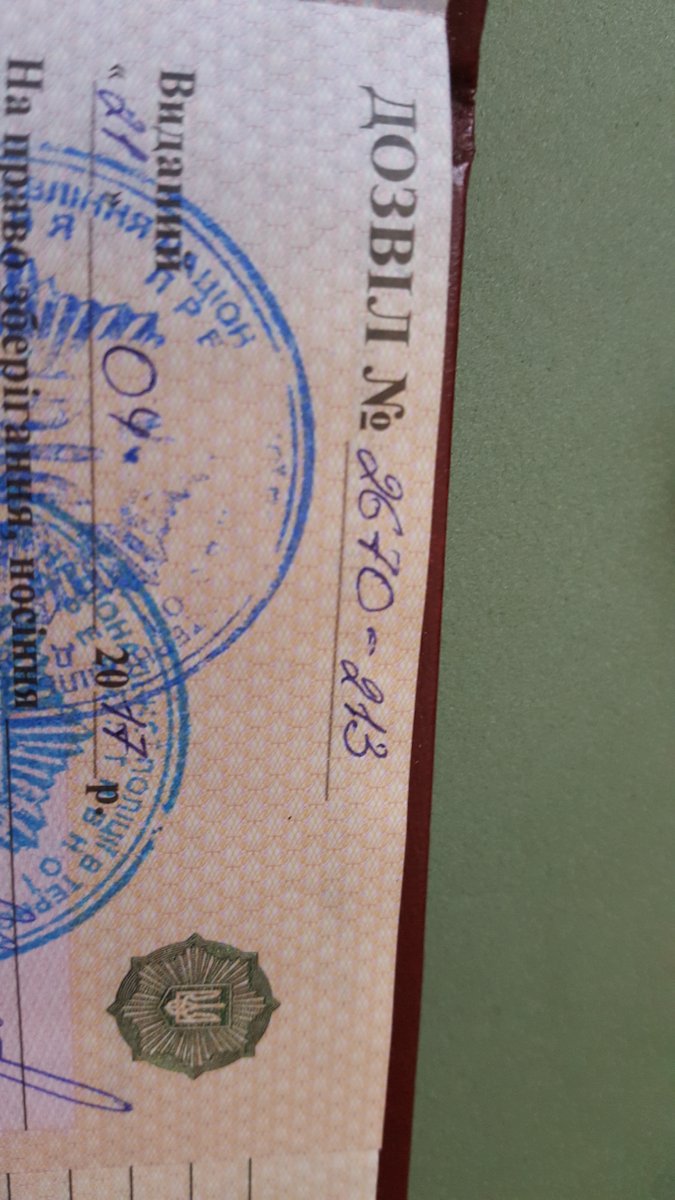 ДОЗВІЛ № 2670-213
Виданий
"21" 04. 2017 р.
На право зберігання, носіння